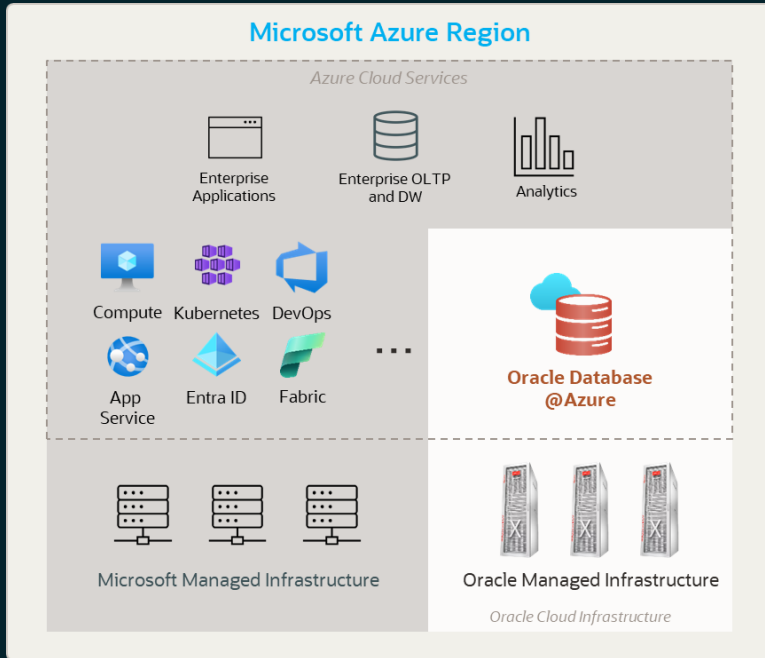 Microsoft Azure Region
Azure Cloud Services
Enterprise
Applications
Enterprise OLTP
and DW
Analytics
Compute
Kubernetes
DevOps
App
Service
Entra ID
Fabric
...
Oracle Database
@Azure
Microsoft Managed Infrastructure
Oracle Managed Infrastructure
Oracle Cloud Infrastructure